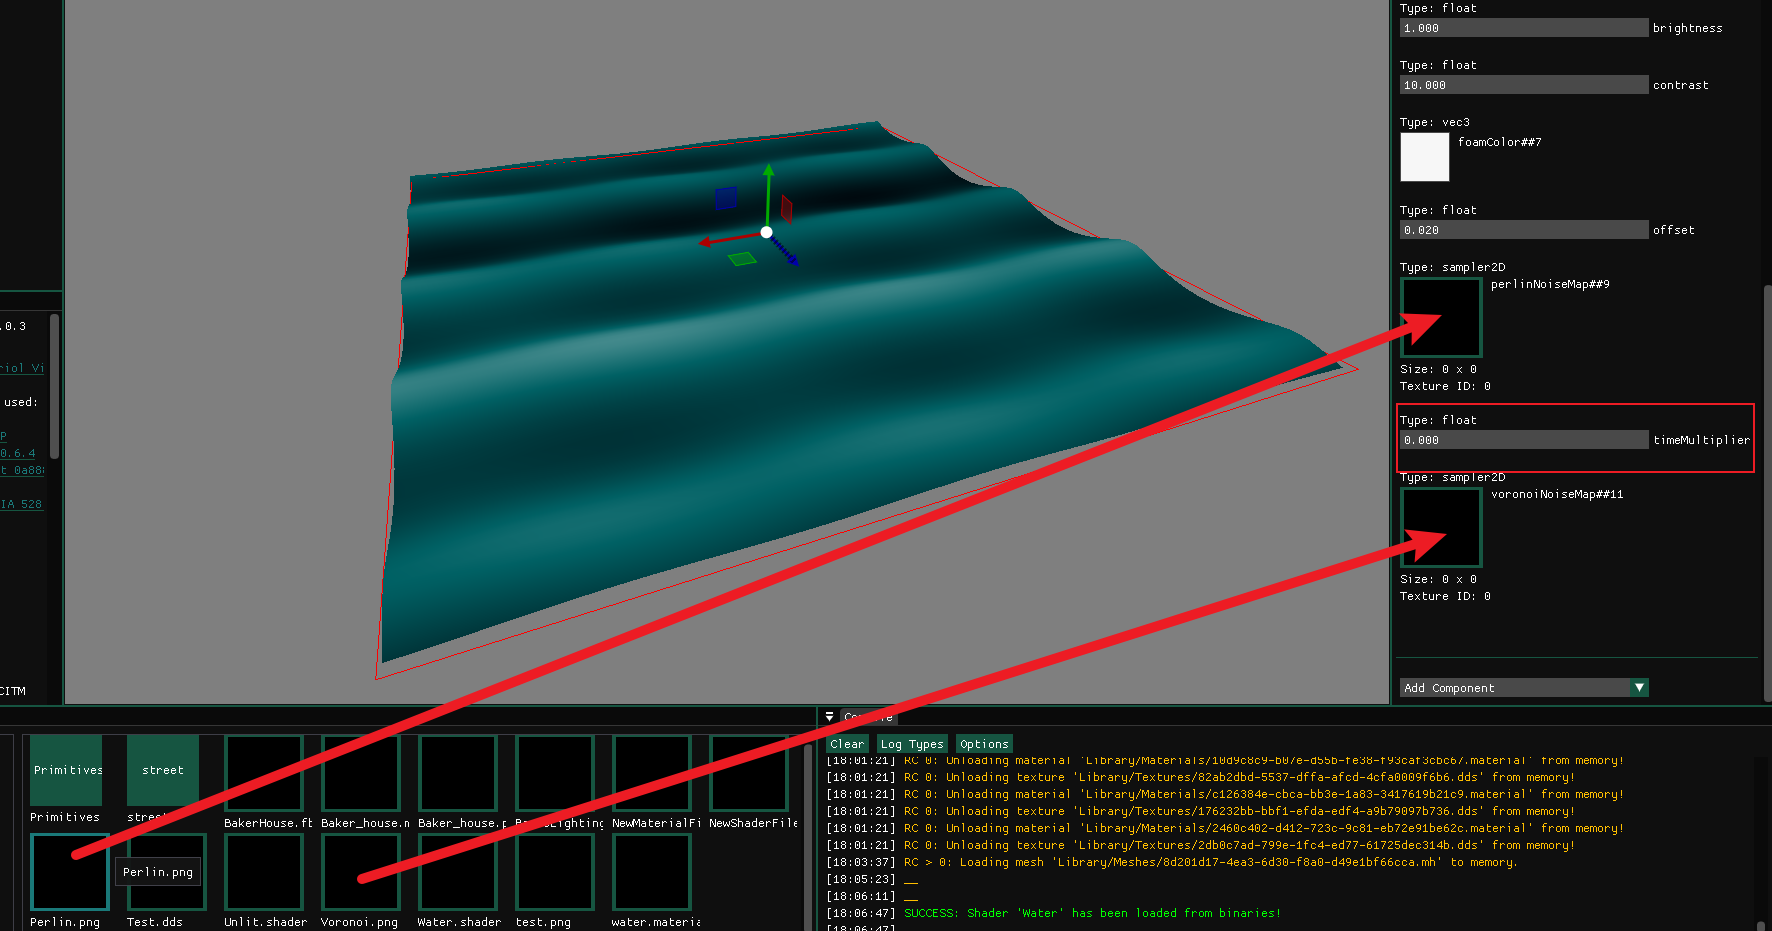 Type: float
1.000 brightness
Type: float
10.000 contrast
Type: vec3
foamColor##7
Type: float
0.020 offset
Type: sampler2D
perlinNoiseMap##9
Size: 0 x 0
Texture ID: 0
Type: float
0.000 timeMultiplier
Type: sampler2D
voronoiNoiseMap##11
Size: 0 x 0
Texture ID: 0
Add Component
.0.3
riol Vi
used:
P
0.6.4
t 0a88
IA 528
CITM
Primitives
street
Primitives
stree
BakerHouse.fb
Baker_house.m
Baker_house.p
Lighting
NewMaterialFi
NewShaderFile
Perlin.png
Perlin.png
Test.dds
Unlit.shader
Voronoi.png
Water.shader
test.png
water.materia
Clear
Log Types
Options
[18:01:21] RC 0: Unloading material 'Library/Materials/10d9c8c9-b07e-d55b-fe38-f93caf3cbc67.material' from memory!
[18:01:21] RC 0: Unloading texture 'Library/Textures/82ab2dbd-5537-dffa-afcd-4cfa0009f6b6.dds' from memory!
[18:01:21] RC 0: Unloading material 'Library/Materials/c126384e-cbca-bb3e-1a83-3417619b21c9.material' from memory!
[18:01:21] RC 0: Unloading texture 'Library/Textures/176232bb-bbf1-efda-edf4-a9b79097b736.dds' from memory!
[18:01:21] RC 0: Unloading material 'Library/Materials/2460c402-d412-723c-9c81-eb72e91be62c.material' from memory!
[18:01:21] RC 0: Unloading texture 'Library/Textures/2db0c7ad-799e-1fc4-ed77-61725dec314b.dds' from memory!
[18:03:37] RC > 0: Loading mesh 'Library/Meshes/8d201d17-4ea3-6d30-f8a0-d49e1bf66cca.mh' to memory.
[18:05:23] __
[18:06:11] __
[18:06:47] SUCCESS: Shader 'Water' has been loaded from binaries!
[18:06:47]